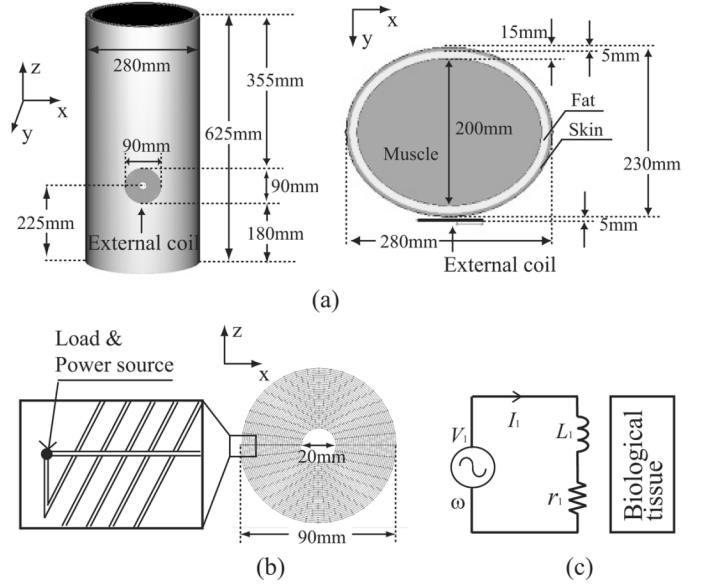 z
x
y
280mm
90mm
225mm
External coil
355mm
625mm
90mm
180mm
x
y
15mm
5mm
Fat
Skin
200mm
Muscle
230mm
5mm
280mm
External coil
(a)
Load &
Power source
z
x
20mm
90mm
(b)
V₁
I₁
L₁
r₁
ω
Biological
tissue
(c)